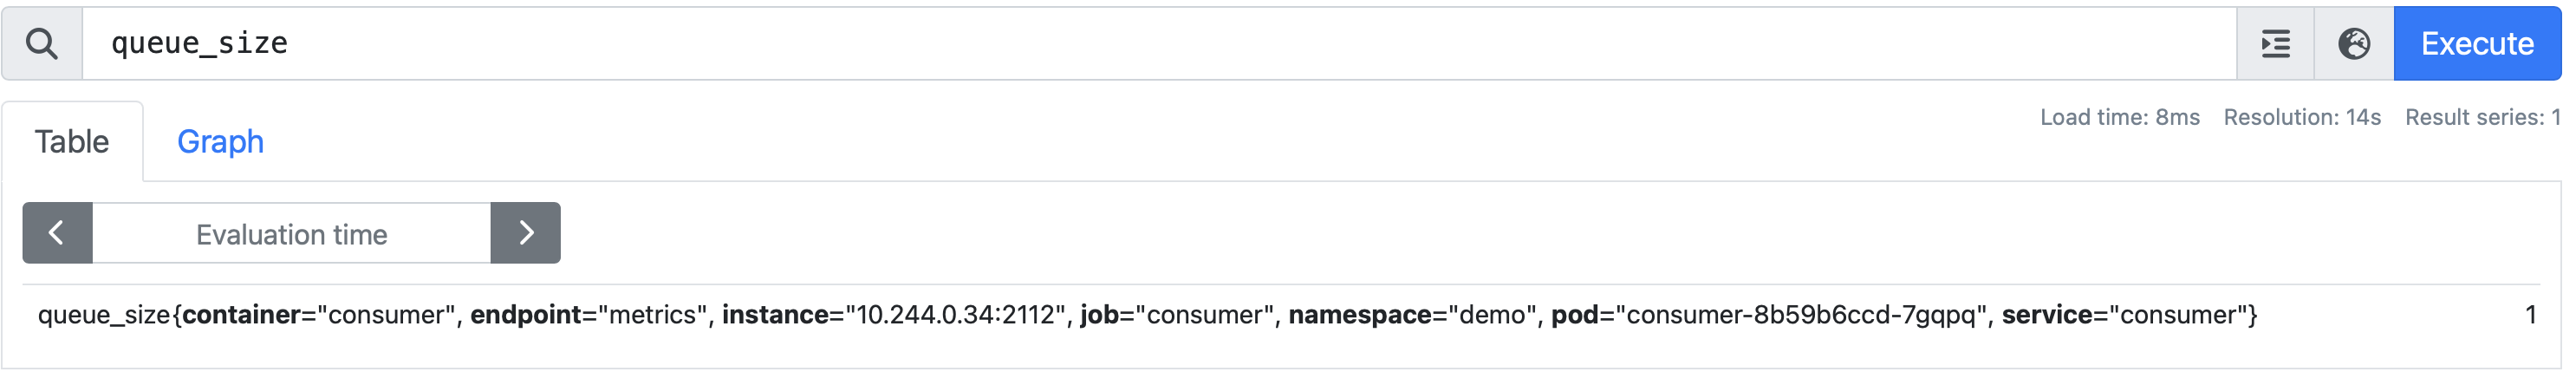 queue_size
Execute
Load time: 8ms Resolution: 14s Result series: 1
Table Graph
Evaluation time
queue_size{container="consumer", endpoint="metrics", instance="10.244.0.34:2112", job="consumer", namespace="demo", pod="consumer-8b59b6ccd-7gqpq", service="consumer"} 1